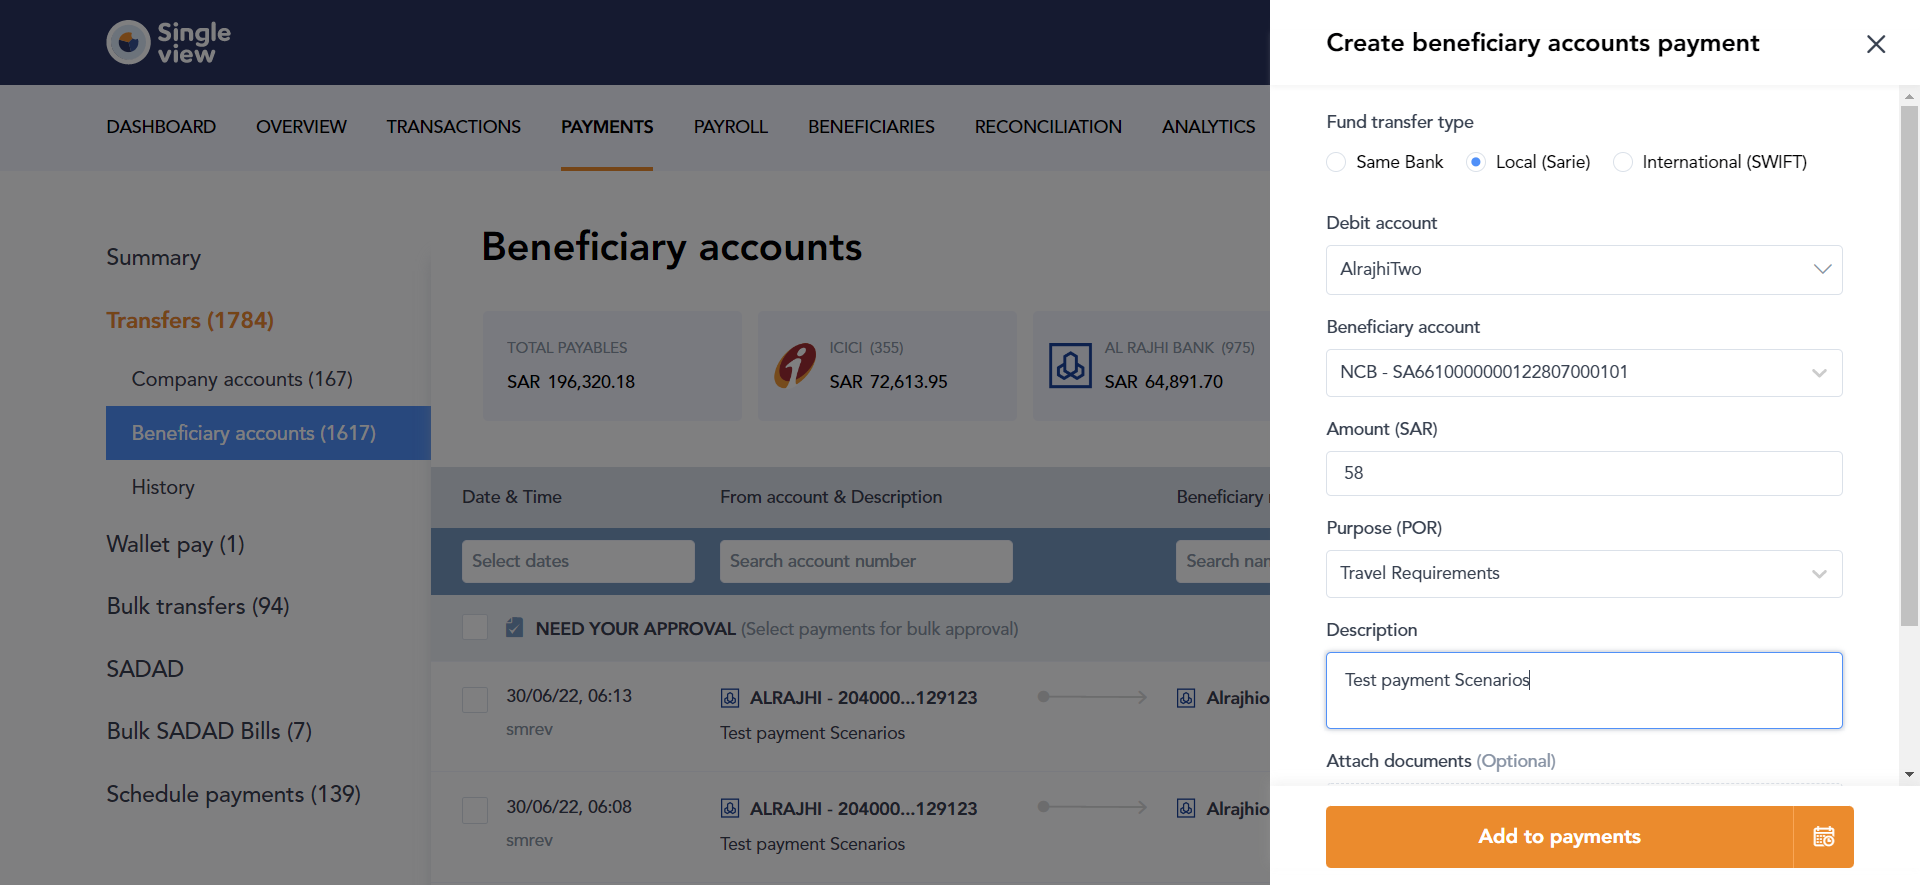 Single
view
DASHBOARD OVERVIEW TRANSACTIONS PAYMENTS PAYROLL BENEFICIARIES RECONCILIATION ANALYTICS
Summary
Transfers (1784)
Company accounts (167)
Beneficiary accounts (1617)
History
Wallet pay (1)
Bulk transfers (94)
SADAD
Bulk SADAD Bills (7)
Schedule payments (139)
Beneficiary accounts
TOTAL PAYABLES
SAR 196,320.18
ICICI (355)
SAR 72,613.95
AL RAJHI BANK (975)
SAR 64,891.70
Date & Time From account & Description Beneficiary
Select dates Search account number Search nar
NEED YOUR APPROVAL (Select payments for bulk approval)
30/06/22, 06:13 ALRAJHI - 204000...129123 Alrajhio
smrev Test payment Scenarios
30/06/22, 06:08 ALRAJHI - 204000...129123 Alrajhio
smrev Test payment Scenarios
Create beneficiary accounts payment
Fund transfer type
Same Bank Local (Sarie) International (SWIFT)
Debit account
AlrajhiTwo
Beneficiary account
NCB - SA6610000000122807000101
Amount (SAR)
58
Purpose (POR)
Travel Requirements
Description
Test payment Scenarios
Attach documents (Optional)
Add to payments